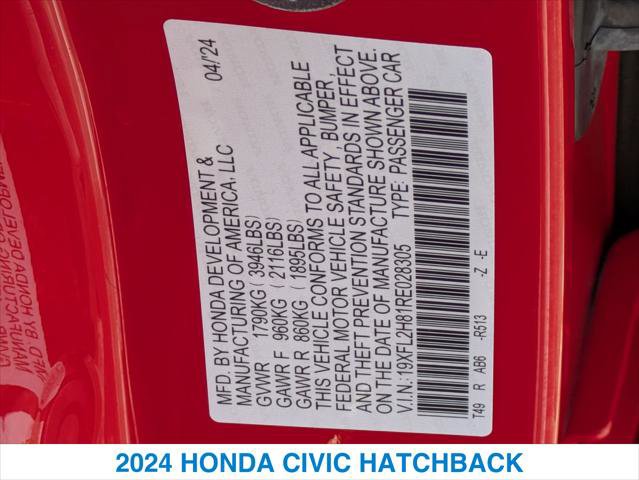 MFD. BY HONDA DEVELOPMENT & 04/'24
MANUFACTURING OF AMERICA, LLC
GVWR 1790KG ( 3946LBS)
GAWR F 960KG ( 2116LBS)
GAWR R 860KG ( 1895LBS)
THIS VEHICLE CONFORMS TO ALL APPLICABLE
FEDERAL MOTOR VEHICLE SAFETY, BUMPER,
AND THEFT PREVENTION STANDARDS IN EFFECT
ON THE DATE OF MANUFACTURE SHOWN ABOVE.
V.I.N.:19XFL2H81RE028305 TYPE: PASSENGER CAR
T49 R AB6 -R513 -Z -E
2024 HONDA CIVIC HATCHBACK